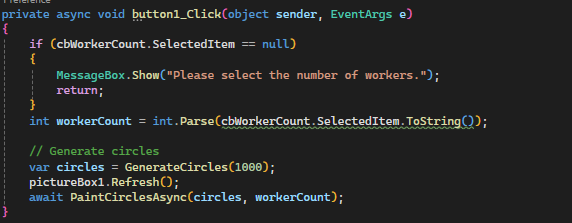 private async void button1_Click(object sender, EventArgs e)
{
if (cbWorkerCount.SelectedItem == null)
{
MessageBox.Show("Please select the number of workers.");
return;
}
int workerCount = int.Parse(cbWorkerCount.SelectedItem.ToString());
// Generate circles
var circles = GenerateCircles(1000);
pictureBox1.Refresh();
await PaintCirclesAsync(circles, workerCount);
}